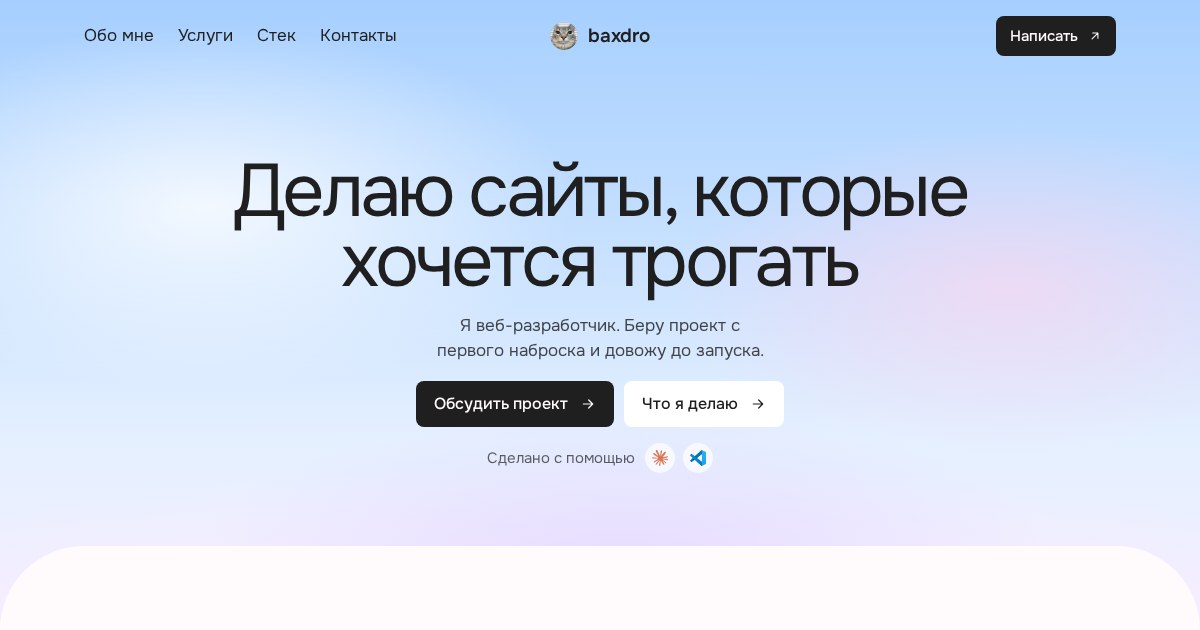 Обо мне
Услуги
Стек
Контакты
baxdro
Написать
Делаю сайты, которые
хочется трогать
Я веб-разработчик. Беру проект с
первого наброска и довожу до запуска.
Обсудить проект
Что я делаю
Сделано с помощью